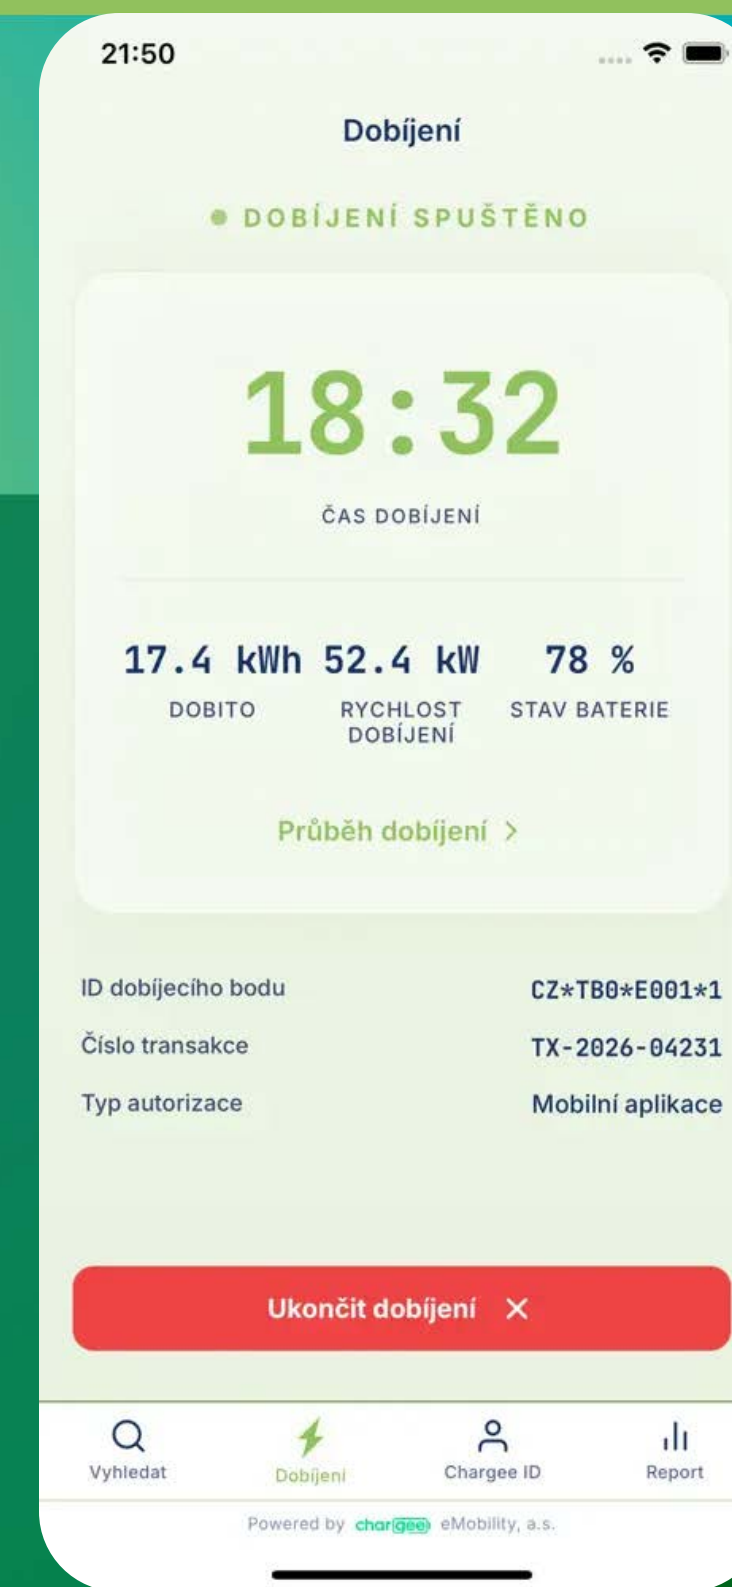 21:50
Dobíjení
DOBÍJENÍ SPUŠTĚNO
18:32
ČAS DOBÍJENÍ
17.4 kWh 52.4 kW 78 %
DOBITO RYCHLOST DOBÍJENÍ STAV BATERIE
Průběh dobíjení >
ID dobíjecího bodu CZ*TB0*E001*1
Číslo transakce TX-2026-04231
Typ autorizace Mobilní aplikace
Ukončit dobíjení ×
Vyhledat Dobíjení Chargee ID Report
Powered by chargee eMobility, a.s.